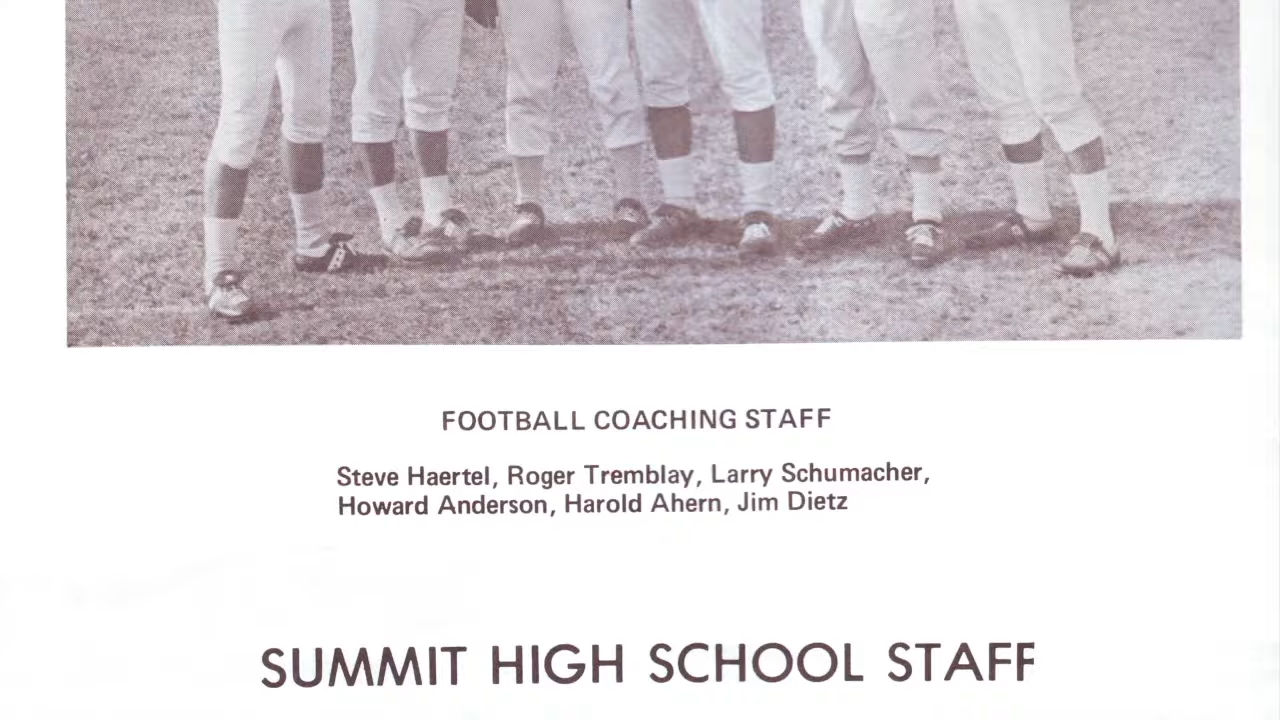 FOOTBALL COACHING STAFF
Steve Haertel, Roger Tremblay, Larry Schumacher,
Howard Anderson, Harold Ahern, Jim Dietz
SUMMIT HIGH SCHOOL STAFF